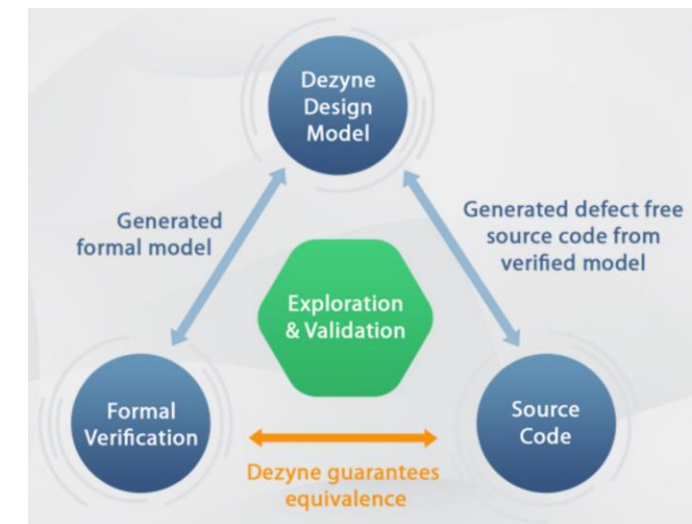 Dezyne
Design
Model
Generated
formal model
Generated defect free
source code from
verified model
Exploration
& Validation
Formal
Verification
Source
Code
Dezyne guarantees
equivalence